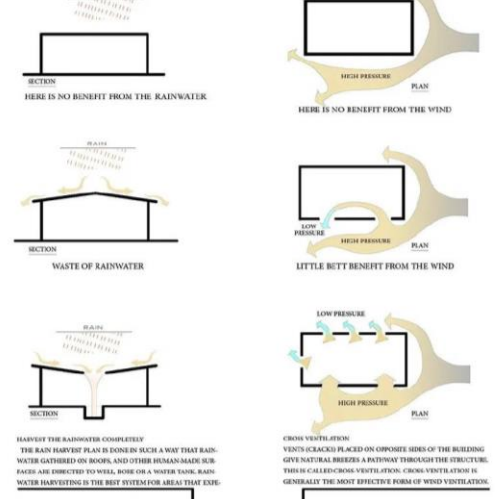 SECTION
HERE IS NO BENEFIT FROM THE RAINWATER
HIGH PRESSURE
PLAN
HERE IS NO BENEFIT FROM THE WIND
RAIN
SECTION
WASTE OF RAINWATER
LOW
PRESSURE
HIGH PRESSURE
PLAN
LITTLE BETT BENEFIT FROM THE WIND
RAIN
SECTION
HARVEST THE RAINWATER COMPLETELY
THE RAIN HARVEST PLAN IS DONE IN SUCH A WAY THAT RAIN-
WATER GATHERED ON ROOFS, AND OTHER HUMAN-MADE SUR-
FACES ARE DIRECTED TO WELL, BORE OR A WATER TANK. RAIN-
WATER HARVESTING IS THE BEST SYSTEM FOR AREAS THAT EXPE-
LOW PRESSURE
HIGH PRESSURE
PLAN
CROSS VENTILATION
VENTS (CRACKS) PLACED ON OPPOSITE SIDES OF THE BUILDING
GIVE NATURAL BREEZES A PATHWAY THROUGH THE STRUCTURE.
THIS IS CALLED CROSS-VENTILATION. CROSS-VENTILATION IS
GENERALLY THE MOST EFFECTIVE FORM OF WIND VENTILATION.